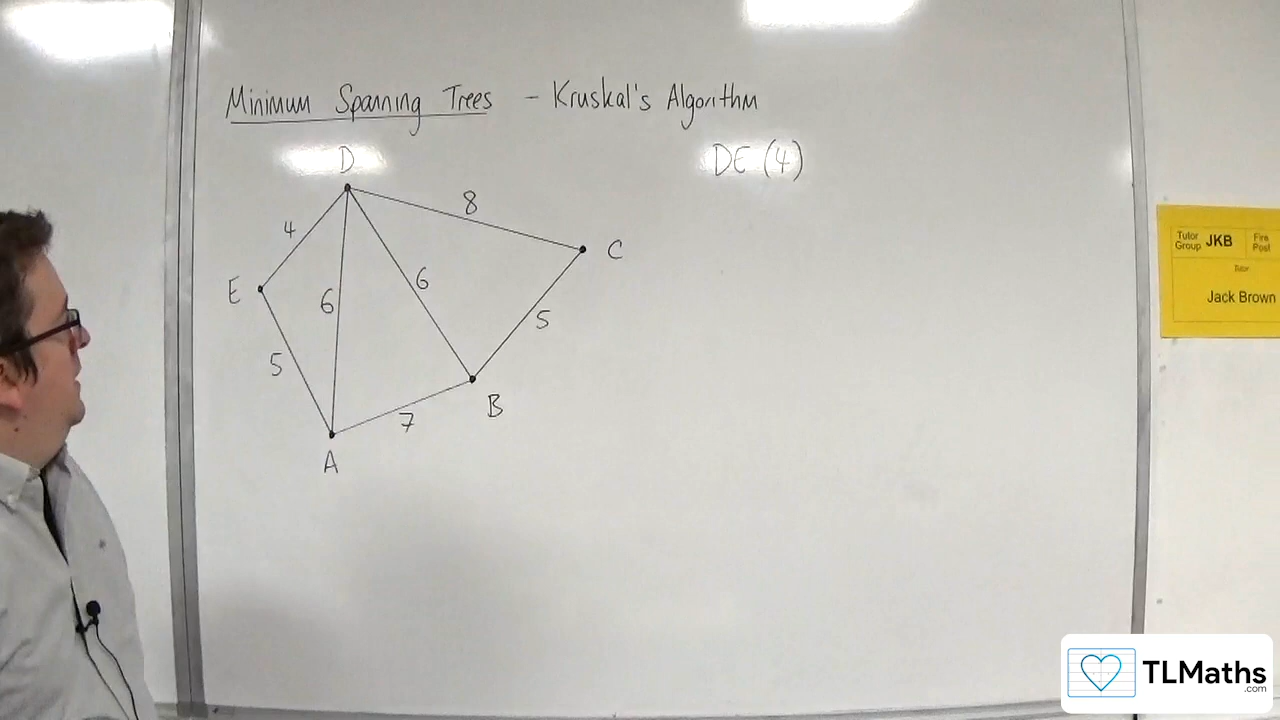 Minimum Spanning Trees - Kruskal's Algorithm
DE (4)
D
8
4
C
E
6
6
5
5
7
B
A
Tutor Group JKB Fire Post
Tutor
Jack Brown
TLMaths
.com